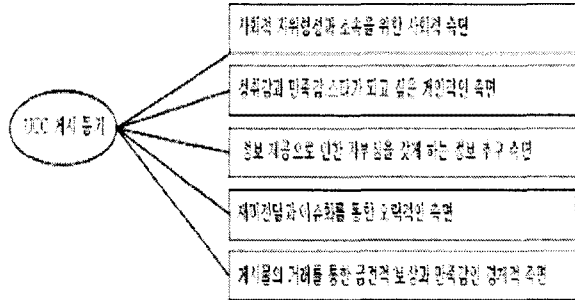 사회적 지위형성과 소속을 위한 사회적 측면
성취감과 만족감 스타가 되고 싶은 개인적인 측면
UCC 게시 동기
정보 제공으로 인한 자부심을 갖게 하는 정보 추구 측면
재미전달과 이슈화를 통한 오락적인 측면
게시물의 거래를 통한 금전적 보상과 만족감인 경제적 측면